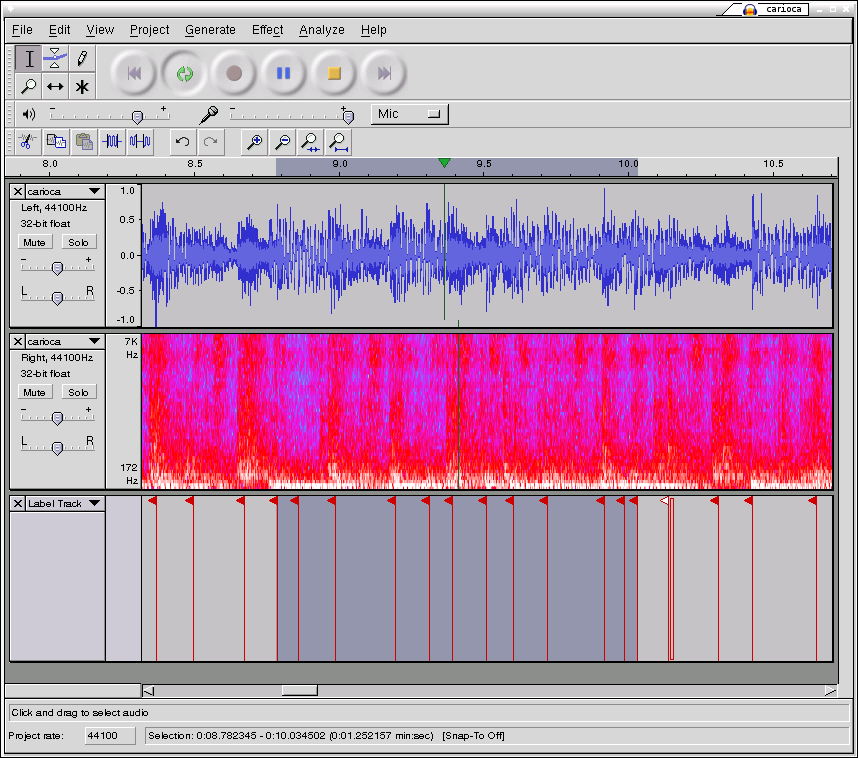 carioca
File Edit View Project Generate Effect Analyze Help
- + - + Mic
8.0 8.5 9.0 9.5 10.0 10.5
carioca
Left, 44100Hz
32-bit float
Mute Solo
- +
L R
1.0
0.5
0.0
-0.5
-1.0
carioca
Right, 44100Hz
32-bit float
Mute Solo
- +
L R
7K
Hz
172
Hz
Label Track
Click and drag to select audio
Project rate: 44100 Selection: 0:08.782345 - 0:10.034502 (0:01.252157 min:sec) [Snap-To Off]